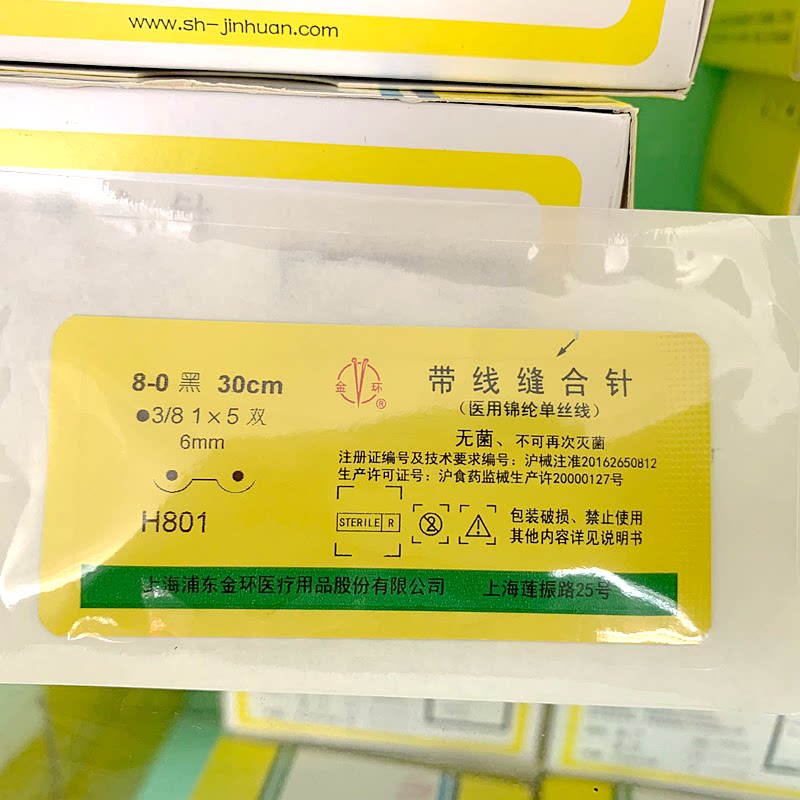 www.sh-jinhuan.com
8-0 黑 30cm
●3/8 1×5 双
6mm
H801
金 环
®
带线缝合针
(医用锦纶单丝线)
无菌、不可再次灭菌
注册证编号及技术要求编号：沪械注准20162650812
生产许可证号：沪食药监械生产许20000127号
STERILE R
2
包装破损、禁止使用
其他内容详见说明书
上海浦东金环医疗用品股份有限公司 上海莲振路25号